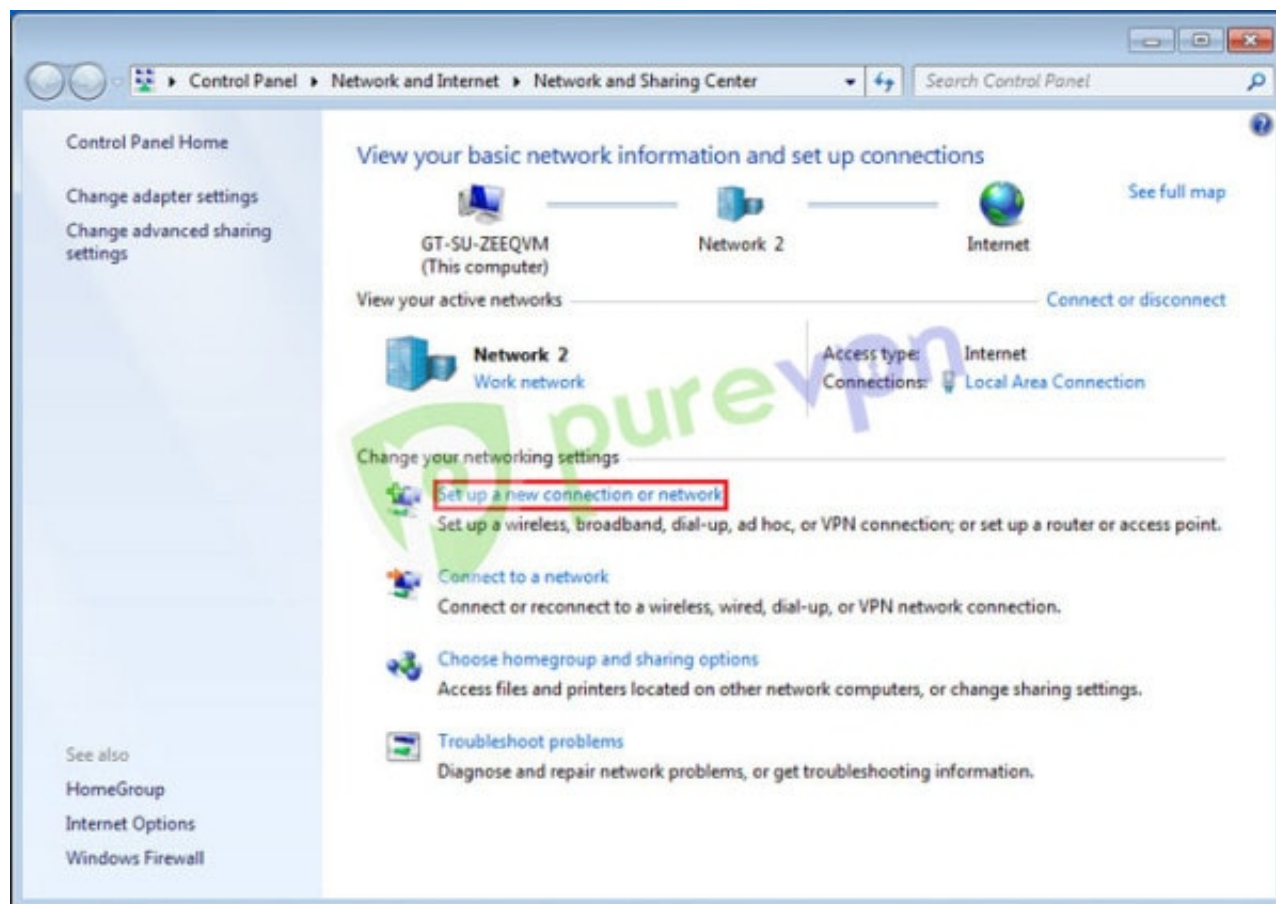 Control Panel ▸ Network and Internet ▸ Network and Sharing Center
Search Control Panel
Control Panel Home
Change adapter settings
Change advanced sharing
settings
See also
HomeGroup
Internet Options
Windows Firewall
View your basic network information and set up connections
See full map
GT-SU-ZEEQVM
(This computer)
Network 2
Internet
View your active networks
Connect or disconnect
Network 2
Work network
Access type: Internet
Connections: Local Area Connection
purevpn
Change your networking settings
Set up a new connection or network
Set up a wireless, broadband, dial-up, ad hoc, or VPN connection; or set up a router or access point.
Connect to a network
Connect or reconnect to a wireless, wired, dial-up, or VPN network connection.
Choose homegroup and sharing options
Access files and printers located on other network computers, or change sharing settings.
Troubleshoot problems
Diagnose and repair network problems, or get troubleshooting information.